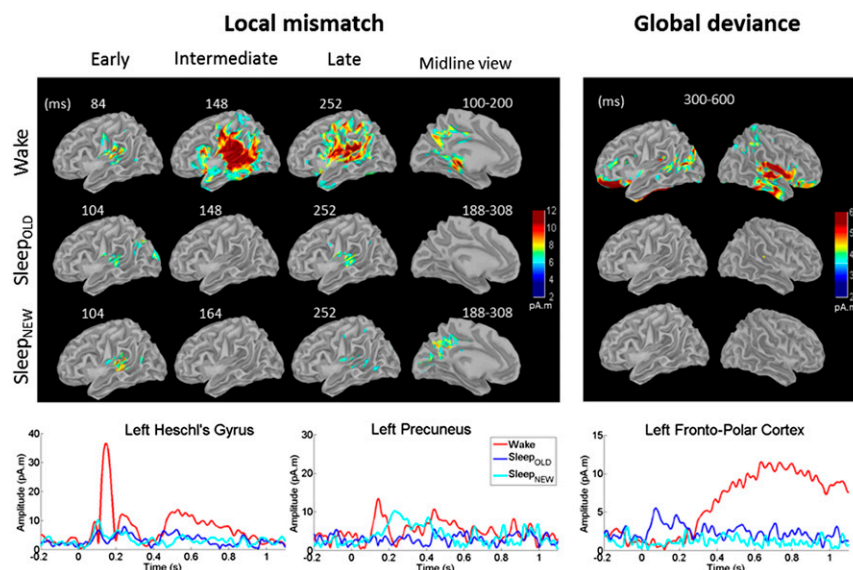 Local mismatch
Global deviance
Early Intermediate Late Midline view
(ms) 84 148 252 100-200
(ms) 300-600
Wake
104 148 252 188-308
SleepOLD
104 164 252 188-308
SleepNEW
12
10
8
6
4
2
pA.m
6
5
4
3
2
pA.m
Left Heschl's Gyrus
Amplitude (pA.m)
40
30
20
10
0
-0.2 0 0.2 0.4 0.6 0.8 1
Time (s)
Left Precuneus
Wake
SleepOLD
SleepNEW
Amplitude (pA.m)
30
20
10
0
-0.2 0 0.2 0.4 0.6 0.8 1
Time (s)
Left Fronto-Polar Cortex
Amplitude (pA.m)
15
10
5
0
-0.2 0 0.2 0.4 0.6 0.8 1
Time (s)